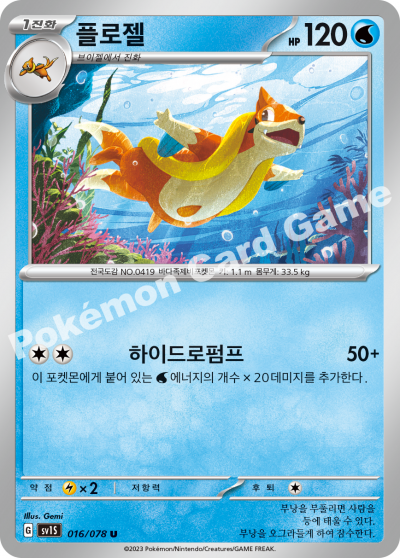 1진화 플로젤 HP 120
브이젤에서 진화
전국도감 NO.0419 바다족제비포켓몬 키: 1.1 m 몸무게: 33.5 kg
Pokémon Card Game
하이드로펌프 50+
이 포켓몬에게 붙어 있는 에너지의 개수 × 20데미지를 추가한다.
약점 ×2 저항력 후퇴
Illus. Gemi
G sv1S 016/078 U
부낭을 부풀리면 사람을
등에 태울 수 있다.
부낭을 오그라들게 하여 잠수한다.
©2023 Pokémon/Nintendo/Creatures/GAME FREAK.